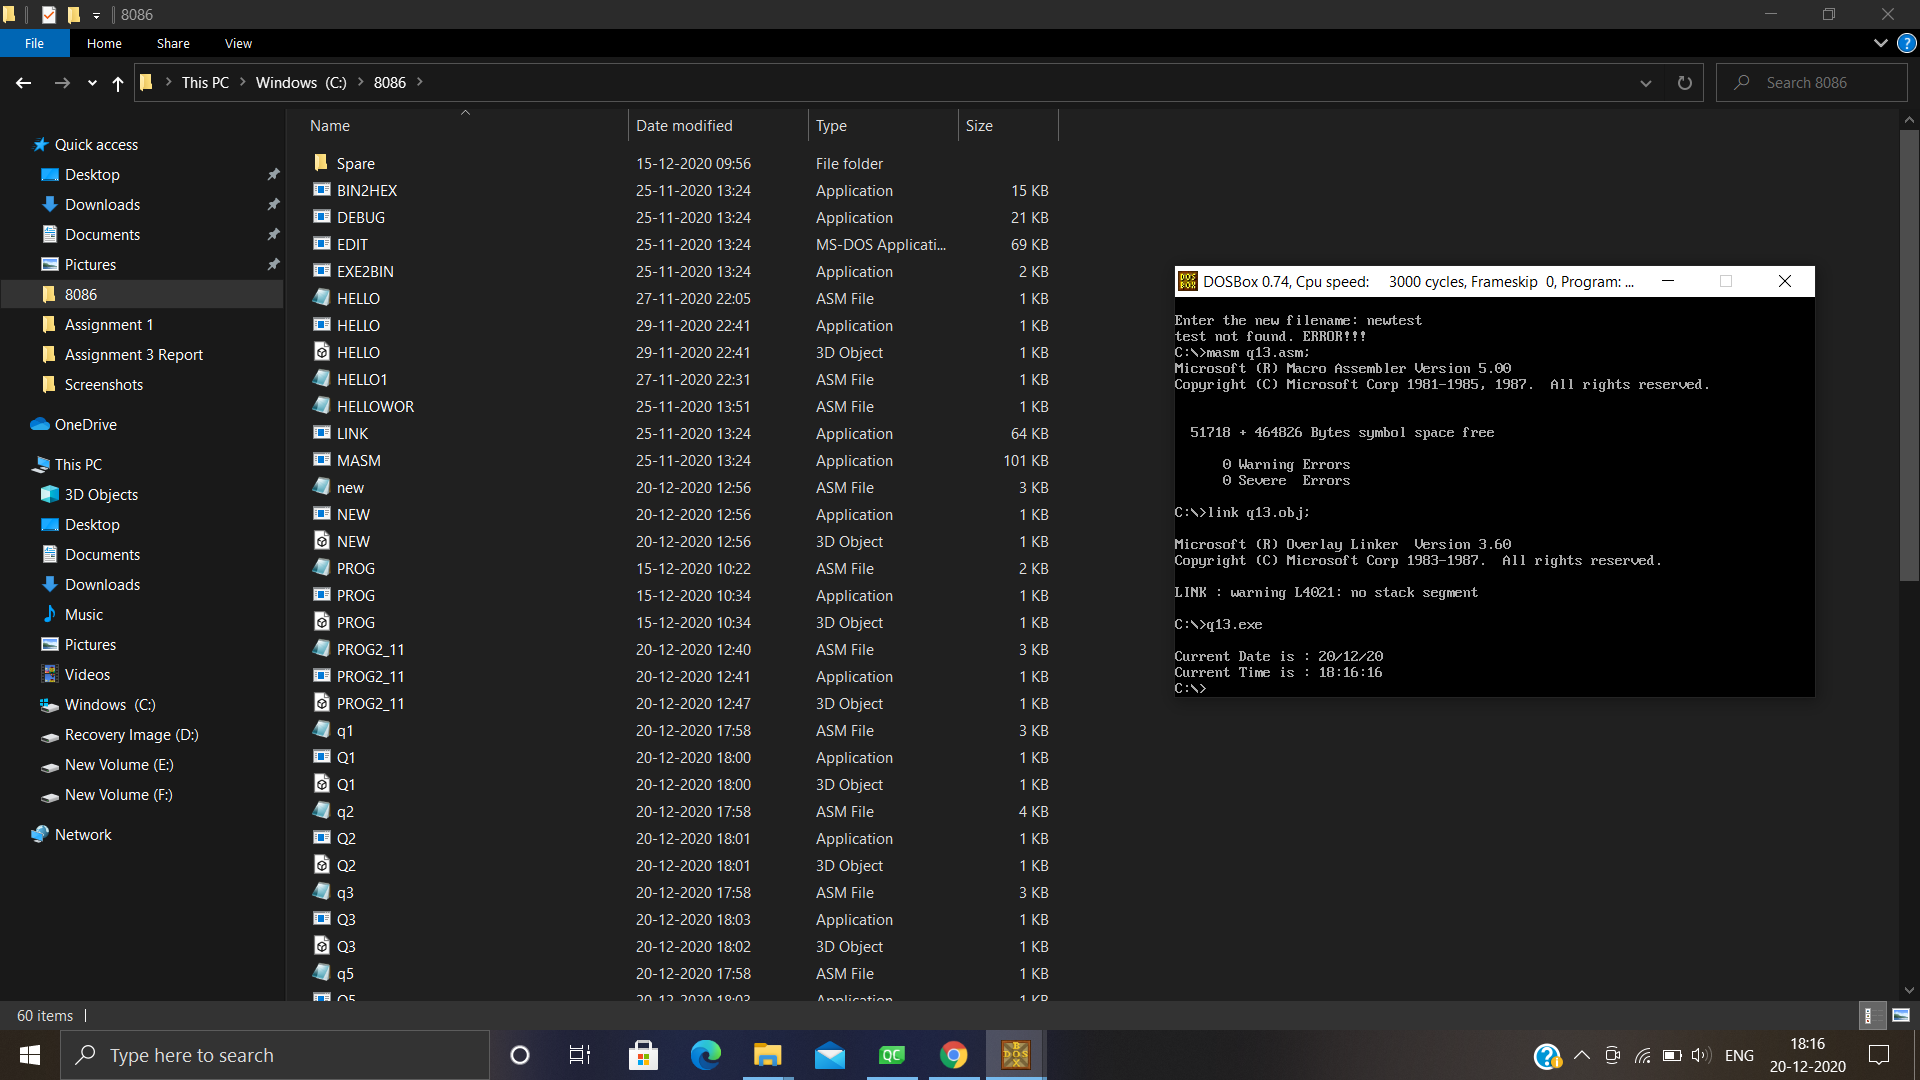 8086
File Home Share View
This PC Windows (C:) 8086 Search 8086
Name Date modified Type Size
Quick access
Desktop
Downloads
Documents
Pictures
8086
Assignment 1
Assignment 3 Report
Screenshots
OneDrive
This PC
3D Objects
Desktop
Documents
Downloads
Music
Pictures
Videos
Windows (C:)
Recovery Image (D:)
New Volume (E:)
New Volume (F:)
Network
Spare 15-12-2020 09:56 File folder
BIN2HEX 25-11-2020 13:24 Application 15 KB
DEBUG 25-11-2020 13:24 Application 21 KB
EDIT 25-11-2020 13:24 MS-DOS Applicati... 69 KB
EXE2BIN 25-11-2020 13:24 Application 2 KB
HELLO 27-11-2020 22:05 ASM File 1 KB
HELLO 29-11-2020 22:41 Application 1 KB
HELLO 29-11-2020 22:41 3D Object 1 KB
HELLO1 27-11-2020 22:31 ASM File 1 KB
HELLOWOR 25-11-2020 13:51 ASM File 1 KB
LINK 25-11-2020 13:24 Application 64 KB
MASM 25-11-2020 13:24 Application 101 KB
new 20-12-2020 12:56 ASM File 3 KB
NEW 20-12-2020 12:56 Application 1 KB
NEW 20-12-2020 12:56 3D Object 1 KB
PROG 15-12-2020 10:22 ASM File 2 KB
PROG 15-12-2020 10:34 Application 1 KB
PROG 15-12-2020 10:34 3D Object 1 KB
PROG2_11 20-12-2020 12:40 ASM File 3 KB
PROG2_11 20-12-2020 12:41 Application 1 KB
PROG2_11 20-12-2020 12:47 3D Object 1 KB
q1 20-12-2020 17:58 ASM File 3 KB
Q1 20-12-2020 18:00 Application 1 KB
Q1 20-12-2020 18:00 3D Object 1 KB
q2 20-12-2020 17:58 ASM File 4 KB
Q2 20-12-2020 18:01 Application 1 KB
Q2 20-12-2020 18:01 3D Object 1 KB
q3 20-12-2020 17:58 ASM File 3 KB
Q3 20-12-2020 18:03 Application 1 KB
Q3 20-12-2020 18:02 3D Object 1 KB
q5 20-12-2020 17:58 ASM File 1 KB
Q5 20-12-2020 18:03 Application 1 KB
DOSBox 0.74, Cpu speed: 3000 cycles, Frameskip 0, Program: ...
Enter the new filename: newtest
test not found. ERROR!!!
C:\>masm q13.asm;
Microsoft (R) Macro Assembler Version 5.00
Copyright (C) Microsoft Corp 1981-1985, 1987. All rights reserved.
51718 + 464826 Bytes symbol space free
0 Warning Errors
0 Severe Errors
C:\>link q13.obj;
Microsoft (R) Overlay Linker Version 3.60
Copyright (C) Microsoft Corp 1983-1987. All rights reserved.
LINK : warning L4021: no stack segment
C:\>q13.exe
Current Date is : 20/12/20
Current Time is : 18:16:16
C:\>
60 items
Type here to search
QC
DOS BOX
ENG
18:16
20-12-2020